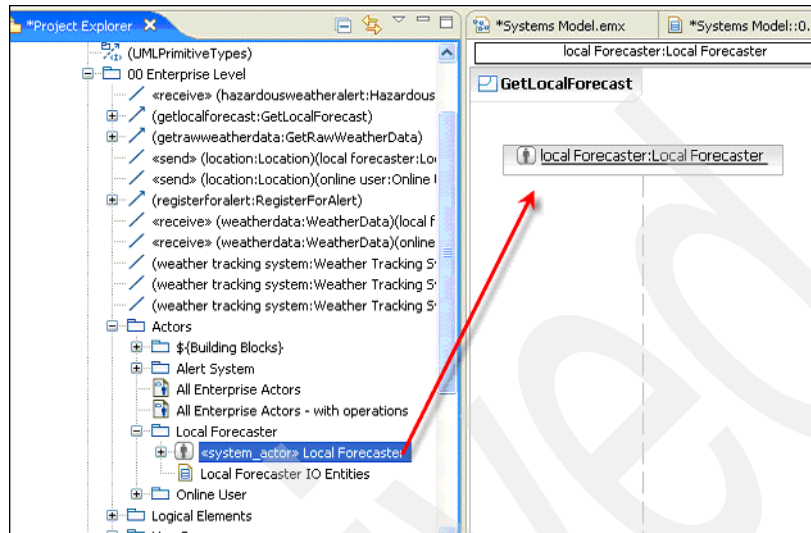 *Project Explorer
(UMLPrimitiveTypes)
00 Enterprise Level
«receive» (hazardousweatheralert:Hazardous
(getlocalforecast:GetLocalForecast)
(getrawweatherdata:GetRawWeatherData)
«send» (location:Location)(local forecaster:Lo
«send» (location:Location)(online user:Online
(registerforalert:RegisterForAlert)
«receive» (weatherdata:WeatherData)(local f
«receive» (weatherdata:WeatherData)(online
(weather tracking system:Weather Tracking S
(weather tracking system:Weather Tracking S
(weather tracking system:Weather Tracking S
Actors
${Building Blocks}
Alert System
All Enterprise Actors
All Enterprise Actors - with operations
Local Forecaster
«system_actor» Local Forecaster
Local Forecaster IO Entities
Online User
Logical Elements
*Systems Model.emx
*Systems Model::0.
local Forecaster:Local Forecaster
GetLocalForecast
local Forecaster:Local Forecaster